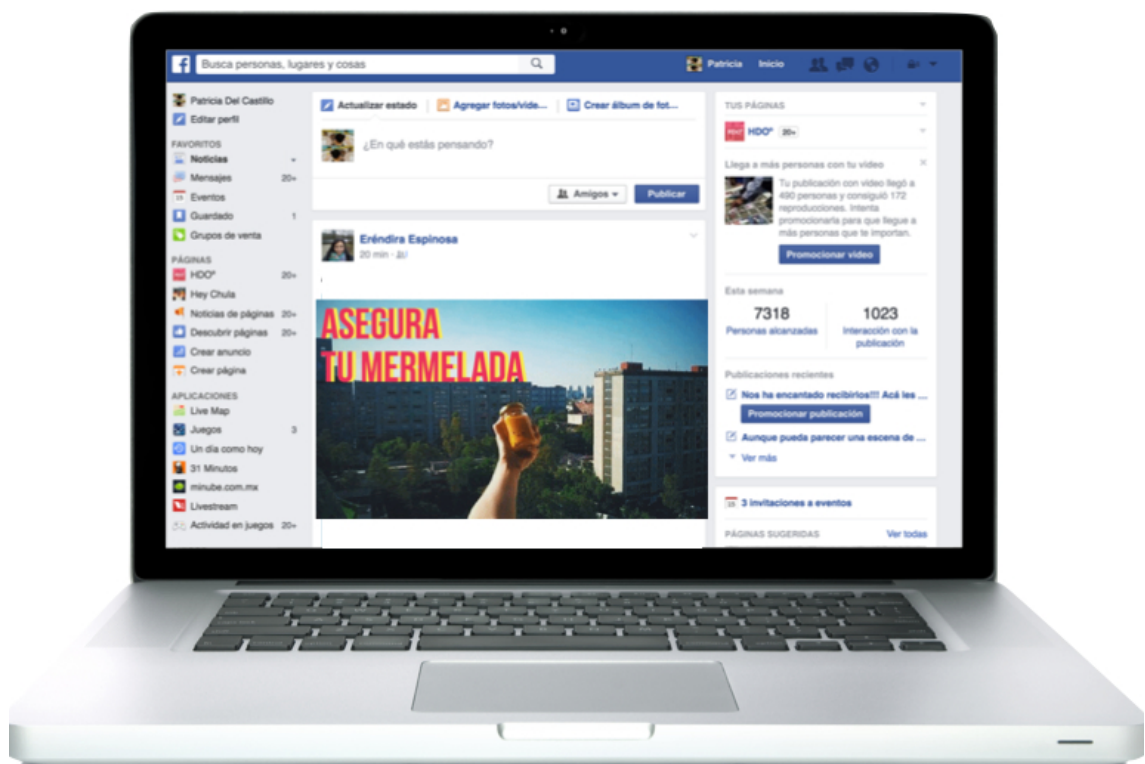 Busca personas, lugares y cosas
Patricia
Inicio
Patricia Del Castillo
Editar perfil
FAVORITOS
Noticias
Mensajes 20+
Eventos
Guardado 1
Grupos de venta
PÁGINAS
HDO° 20+
Hey Chula
Noticias de páginas 20+
Descubrir páginas 20+
Crear anuncio
Crear página
APLICACIONES
Live Map
Juegos 3
Un día como hoy
31 Minutos
minube.com.mx
Livestream
Actividad en juegos 20+
Actualizar estado
Agregar fotos/vide...
Crear álbum de fot...
¿En qué estás pensando?
Amigos
Publicar
Eréndira Espinosa
20 min
ASEGURA
TU MERMELADA
TUS PÁGINAS
HDO° 20+
Llega a más personas con tu video
Tu publicación con video llegó a
490 personas y consiguió 172
reproducciones. Intenta
promocionarla para que llegue a
más personas que te importan.
Promocionar video
Esta semana
7318
Personas alcanzadas
1023
Interacción con la
publicación
Publicaciones recientes
Nos ha encantado recibirlos!!! Acá les ...
Promocionar publicación
Aunque pueda parecer una escena de ...
Ver más
3 invitaciones a eventos
PÁGINAS SUGERIDAS
Ver todas